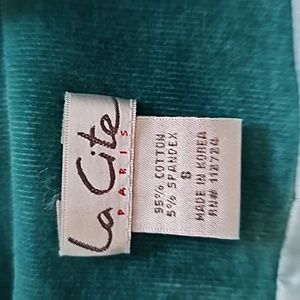 La Cite
PARIS
95% COTTON
5% SPANDEX
S
MADE IN KOREA
RN# 118784